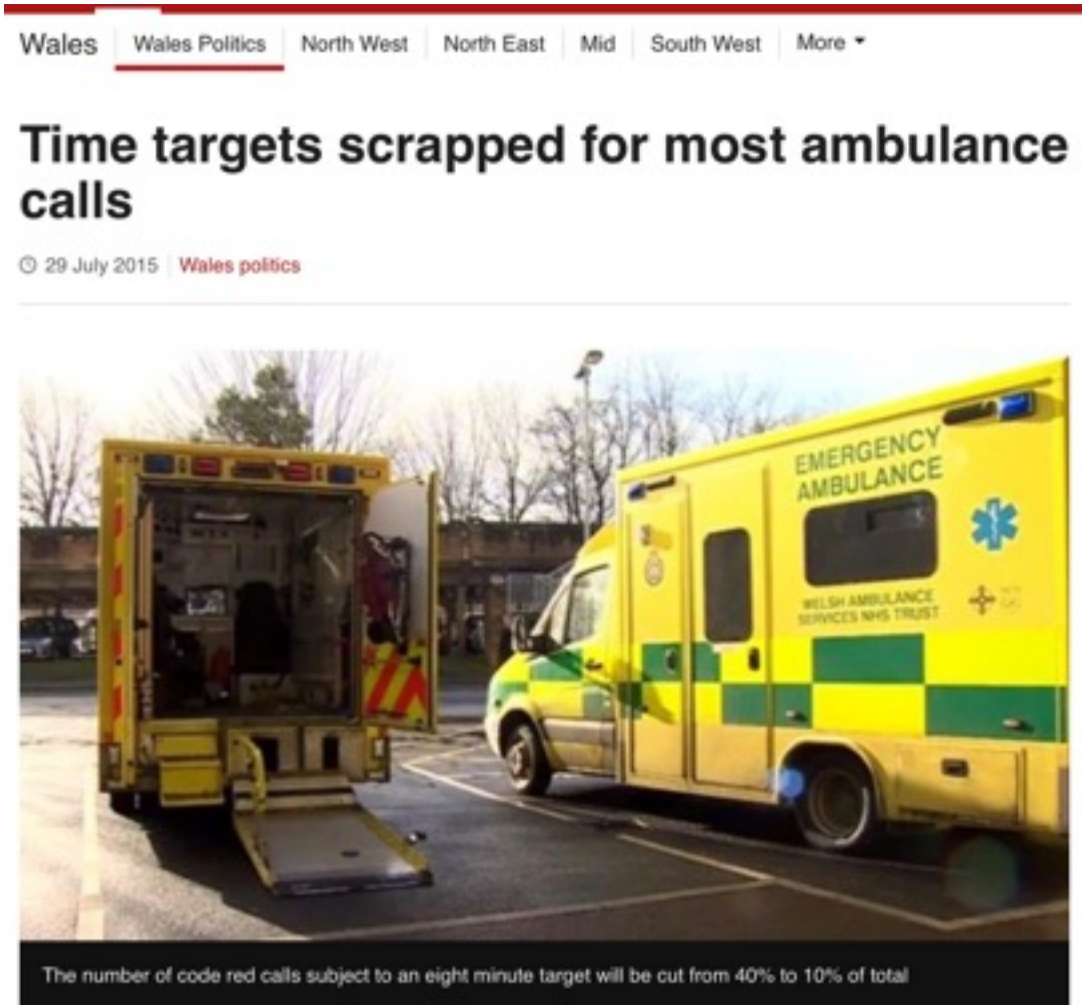 Wales
Wales Politics
North West
North East
Mid
South West
More
Time targets scrapped for most ambulance
calls
29 July 2015
Wales politics
EMERGENCY
AMBULANCE
WELSH AMBULANCE
SERVICES NHS TRUST
The number of code red calls subject to an eight minute target will be cut from 40% to 10% of total